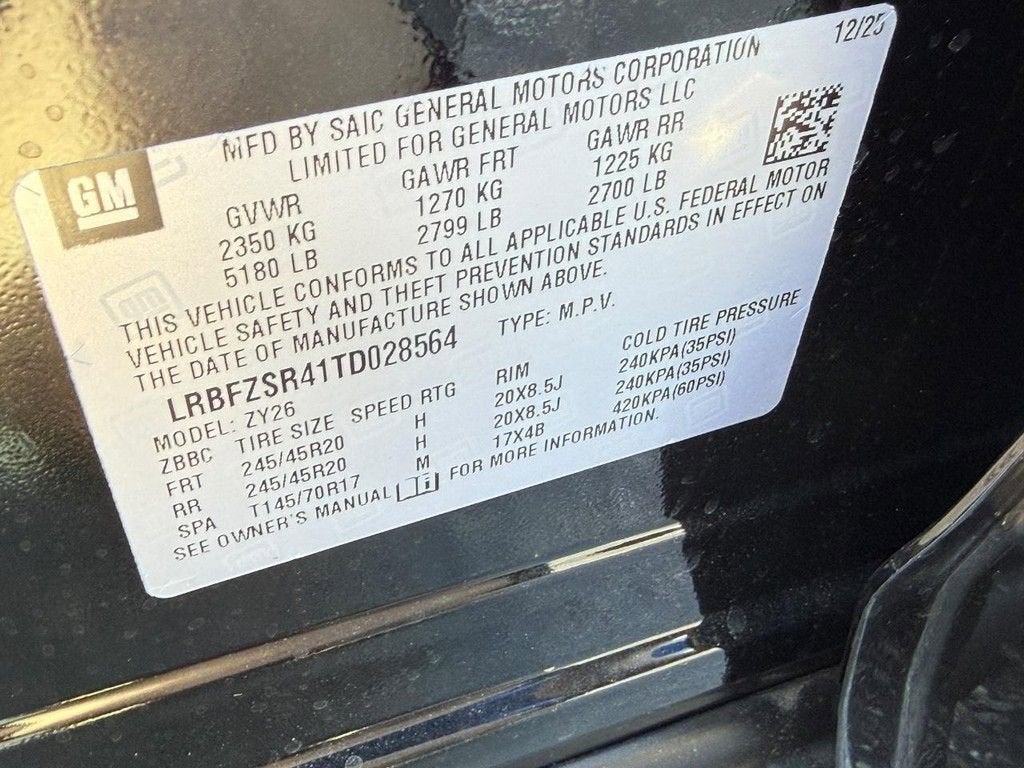 12/25
MFD BY SAIC GENERAL MOTORS CORPORATION
LIMITED FOR GENERAL MOTORS LLC
GM
GVWR GAWR FRT GAWR RR
2350 KG 1270 KG 1225 KG
5180 LB 2799 LB 2700 LB
THIS VEHICLE CONFORMS TO ALL APPLICABLE U.S. FEDERAL MOTOR
VEHICLE SAFETY AND THEFT PREVENTION STANDARDS IN EFFECT ON
THE DATE OF MANUFACTURE SHOWN ABOVE.
LRBFZSR41TD028564 TYPE: M.P.V.
MODEL: ZY26
ZBBC TIRE SIZE SPEED RTG RIM COLD TIRE PRESSURE
FRT 245/45R20 H 20X8.5J 240KPA(35PSI)
RR 245/45R20 H 20X8.5J 240KPA(35PSI)
SPA T145/70R17 M 17X4B 420KPA(60PSI)
SEE OWNER'S MANUAL i FOR MORE INFORMATION.